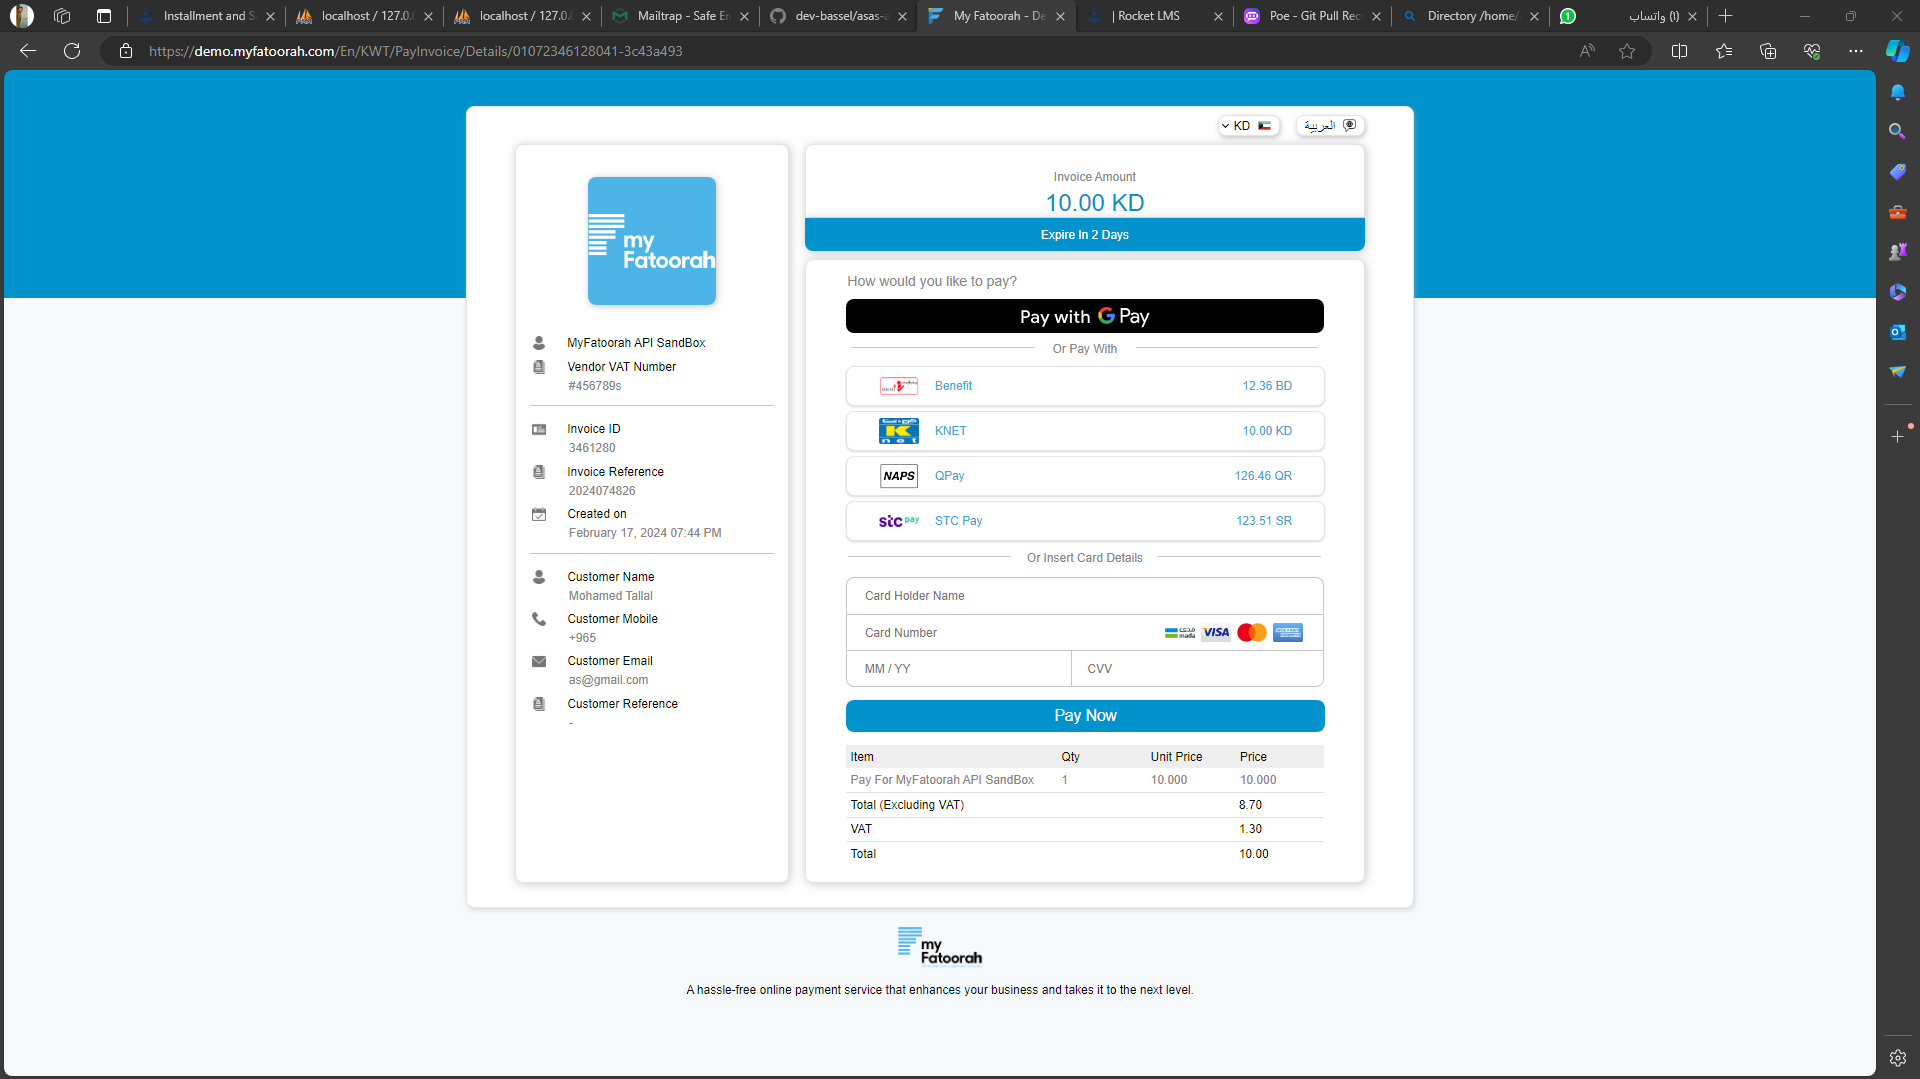 Installment and S
localhost / 127.0.
localhost / 127.0.
Mailtrap - Safe Em
dev-bassel/asas-a
My Fatoorah - De
| Rocket LMS
Poe - Git Pull Rec
Directory /home/
(1) واتساب
https://demo.myfatoorah.com/En/KWT/PayInvoice/Details/01072346128041-3c43a493
KD
العربية
my
Fatoorah
MyFatoorah API SandBox
Vendor VAT Number
#456789s
Invoice ID
3461280
Invoice Reference
2024074826
Created on
February 17, 2024 07:44 PM
Customer Name
Mohamed Tallal
Customer Mobile
+965
Customer Email
as@gmail.com
Customer Reference
-
Invoice Amount
10.00 KD
Expire In 2 Days
How would you like to pay?
Pay with G Pay
Or Pay With
Benefit 12.36 BD
K net KNET 10.00 KD
NAPS QPay 126.46 QR
stc pay STC Pay 123.51 SR
Or Insert Card Details
Card Holder Name
Card Number mada VISA
MM / YY CVV
Pay Now
Item Qty Unit Price Price
Pay For MyFatoorah API SandBox 1 10.000 10.000
Total (Excluding VAT) 8.70
VAT 1.30
Total 10.00
my
Fatoorah
A hassle-free online payment service that enhances your business and takes it to the next level.